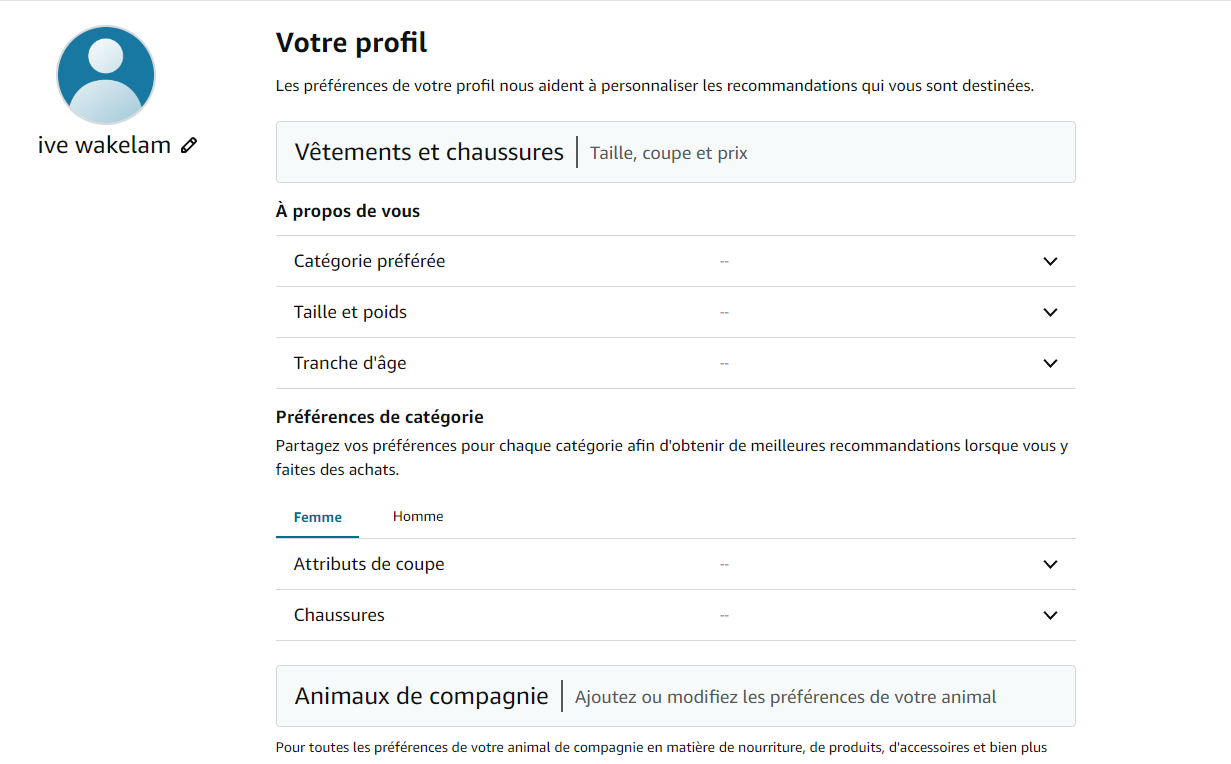 ive wakelam
Votre profil
Les préférences de votre profil nous aident à personnaliser les recommandations qui vous sont destinées.
Vêtements et chaussures | Taille, coupe et prix
À propos de vous
Catégorie préférée --
Taille et poids --
Tranche d'âge --
Préférences de catégorie
Partagez vos préférences pour chaque catégorie afin d'obtenir de meilleures recommandations lorsque vous y
faites des achats.
Femme Homme
Attributs de coupe --
Chaussures --
Animaux de compagnie | Ajoutez ou modifiez les préférences de votre animal
Pour toutes les préférences de votre animal de compagnie en matière de nourriture, de produits, d'accessoires et bien plus